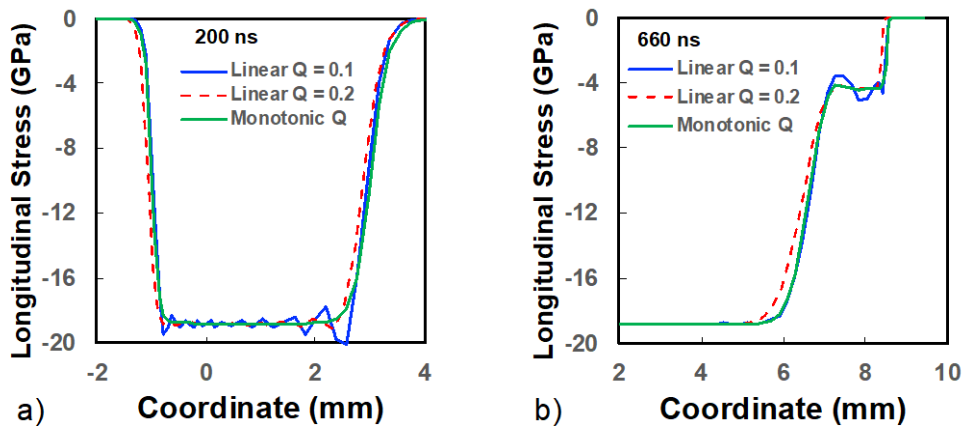 Longitudinal Stress (GPa)
0
-4
-8
-12
-16
-20
200 ns
Linear Q = 0.1
Linear Q = 0.2
Monotonic Q
-2
0
2
4
Coordinate (mm)
a)
Longitudinal Stress (GPa)
0
-4
-8
-12
-16
-20
660 ns
Linear Q = 0.1
Linear Q = 0.2
Monotonic Q
2
4
6
8
10
Coordinate (mm)
b)